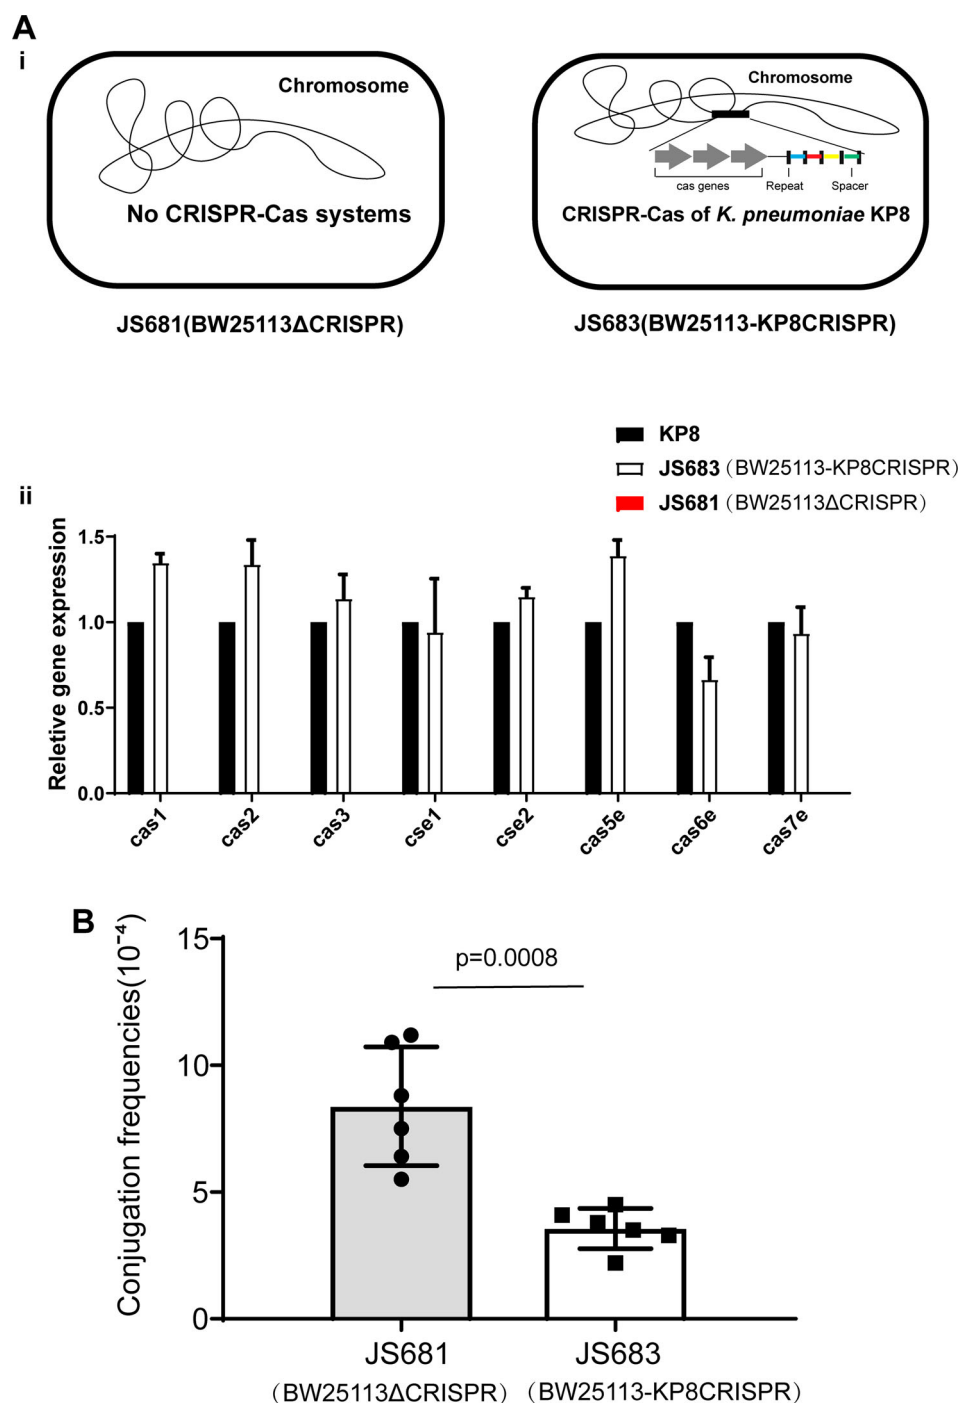 A
i
Chromosome
No CRISPR-Cas systems
JS681(BW25113ΔCRISPR)
Chromosome
cas genes
Repeat
Spacer
CRISPR-Cas of K. pneumoniae KP8
JS683(BW25113-KP8CRISPR)
KP8
JS683（BW25113-KP8CRISPR）
JS681（BW25113ΔCRISPR）
ii
Reletive gene expression
1.5
1.0
0.5
0.0
cas1
cas2
cas3
cse1
cse2
cas5e
cas6e
cas7e
B
Conjugation frequencies(10⁻⁴)
15
10
5
0
p=0.0008
JS681
（BW25113ΔCRISPR）
JS683
（BW25113-KP8CRISPR）